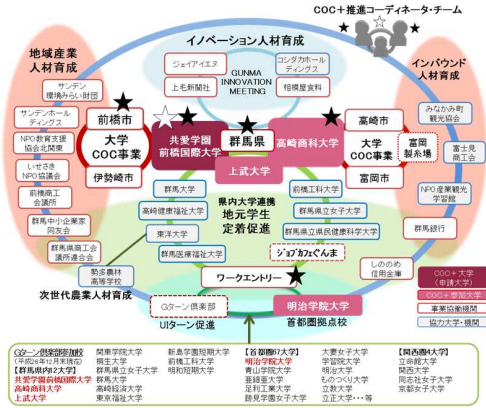 COC+推進コーディネータ・チーム
イノベーション人材育成
地域産業
人材育成
インバウンド
人材育成
ジェイアイエヌ
コシダカホールディングス
GUNMA
INNOVATION
MEETING
上毛新聞社
相模屋食料
サンデン
環境みらい財団
サンデンホール
ディングス
NPO教育支援
協会北関東
いせさき
NPO協議会
前橋商工
会議所
群馬中小企業家
同友会
群馬県商工会
議所連合会
前橋市
大学
COC事業
伊勢崎市
共愛学園
前橋国際大学
群馬県
高崎商科大学
上武大学
高崎市
大学
COC事業
富岡市
富岡
製糸場
みなかみ町
観光協会
富士見
商工会
NPO産業観光
学習館
群馬銀行
しののめ
信用金庫
県内大学連携
地元学生
定着促進
群馬大学
高崎健康福祉大学
東洋大学
群馬医療福祉大学
前橋工科大学
群馬県立女子大学
群馬県立県民健康科学大学
ジョブカフェぐんま
勢多農林
高等学校
次世代農業人材育成
ワークエントリー
Gターン倶楽部
明治学院大学
UIターン促進
首都圏拠点校
COC+大学
(申請大学)
COC+参加大学
事業協働機関
協力大学・機関
Gターン倶楽部参加校
(平成26年12月末現在)
【群馬県内12大学】
共愛学園前橋国際大学
高崎商科大学
上武大学
関東学院大学
桐生大学
群馬県立女子大学
群馬大学
高崎経済大学
東京福祉大学
新島学園短期大学
前橋工科大学
明和短期大学
【首都圏67大学】
明治学院大学
青山学院大学
亜細亜大学
足利工業大学
跡見学園女子大学
大妻女子大学
学習院大学
明治大学
ものつくり大学
立教大学
立正大学・・・等
【関西圏4大学】
立命館大学
関西大学
同志社女子大学
京都女子大学